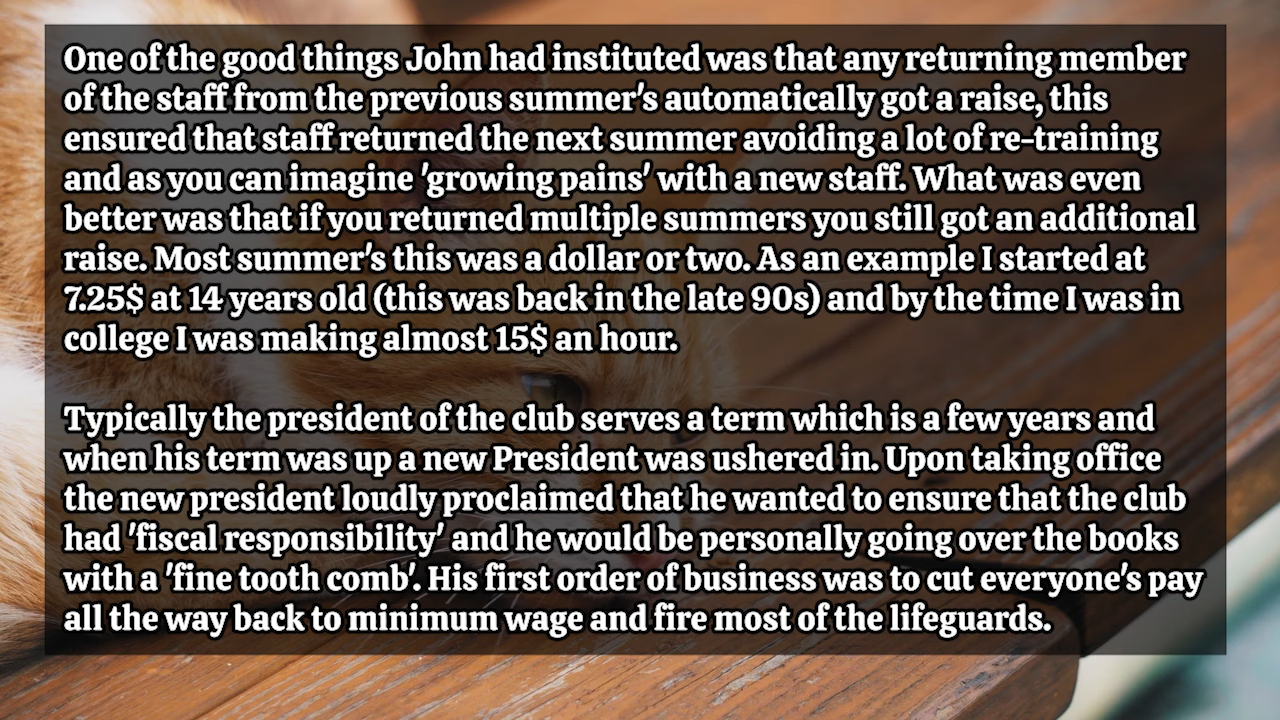 One of the good things John had instituted was that any returning member
of the staff from the previous summer's automatically got a raise, this
ensured that staff returned the next summer avoiding a lot of re-training
and as you can imagine 'growing pains' with a new staff. What was even
better was that if you returned multiple summers you still got an additional
raise. Most summer's this was a dollar or two. As an example I started at
7.25$ at 14 years old (this was back in the late 90s) and by the time I was in
college I was making almost 15$ an hour.

Typically the president of the club serves a term which is a few years and
when his term was up a new President was ushered in. Upon taking office
the new president loudly proclaimed that he wanted to ensure that the club
had 'fiscal responsibility' and he would be personally going over the books
with a 'fine tooth comb'. His first order of business was to cut everyone's pay
all the way back to minimum wage and fire most of the lifeguards.